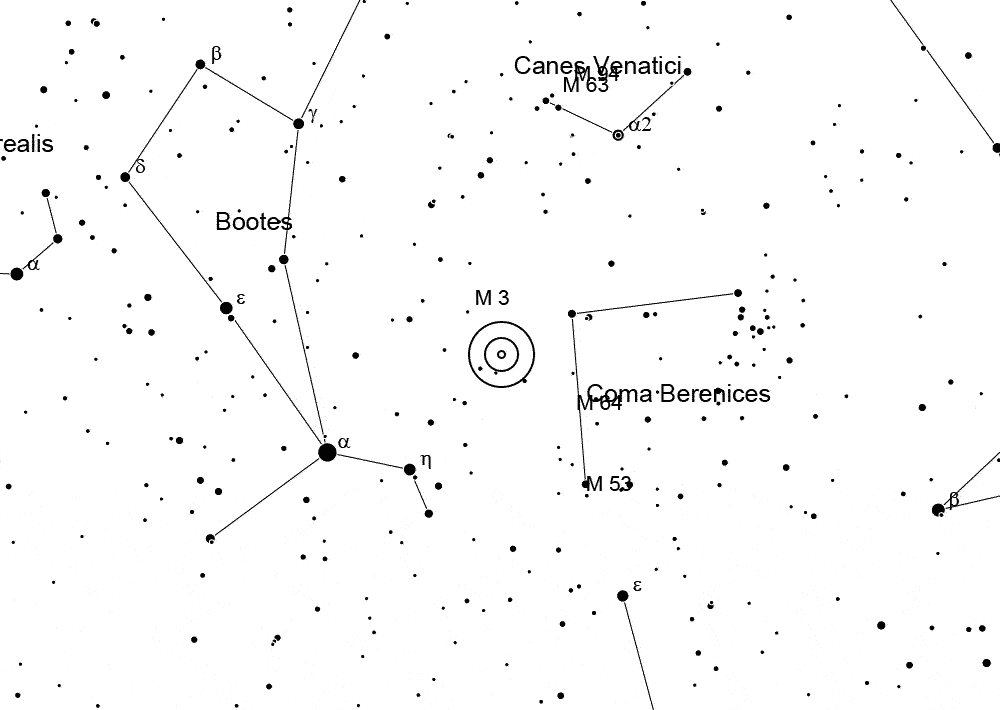 β
Canes Venatici
M 94
M 63
γ
α2
realis
δ
Bootes
α
ε
M 3
Coma Berenices
M 64
α
η
M 53
β
ε